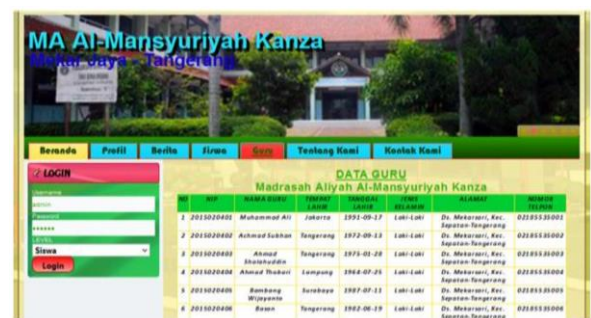 MA Al-Mansyuriyah Kanza
Mekar Jaya - Tangerang
Beranda Profil Berita Siswa Guru Tentang Kami Kontak Kami
LOGIN
Username
admin
Password
LEVEL
Siswa
Login
DATA GURU
Madrasah Aliyah Al-Mansyuriyah Kanza
NO NIP NAMA GURU TEMPAT LAHIR TANGGAL LAHIR JENIS KELAMIN ALAMAT NOMOR TELPON
1 2015020401 Muhammad Ali Jakarta 1991-09-17 Laki-Laki Ds. Mekarsari, Kec. Sepatan-Tangerang 02185535001
2 2015020402 Achmad Subhan Tangerang 1972-09-13 Laki-Laki Ds. Mekarsari, Kec. Sepatan-Tangerang 02185535002
3 2015020403 Ahmad Sholahuddin Tangerang 1975-01-28 Laki-Laki Ds. Mekarsari, Kec. Sepatan-Tangerang 02185535003
4 2015020404 Ahmad Thohari Lampung 1968-07-25 Laki-Laki Ds. Mekarsari, Kec. Sepatan-Tangerang 02185535004
5 2015020405 Bambang Wijayanto Surabaya 1987-07-11 Laki-Laki Ds. Mekarsari, Kec. Sepatan-Tangerang 02185535005
6 2015020406 Tangerang 1982-06-19 Laki-Laki Ds. Mekarsari, Kec. Sepatan-Tangerang 02185535006